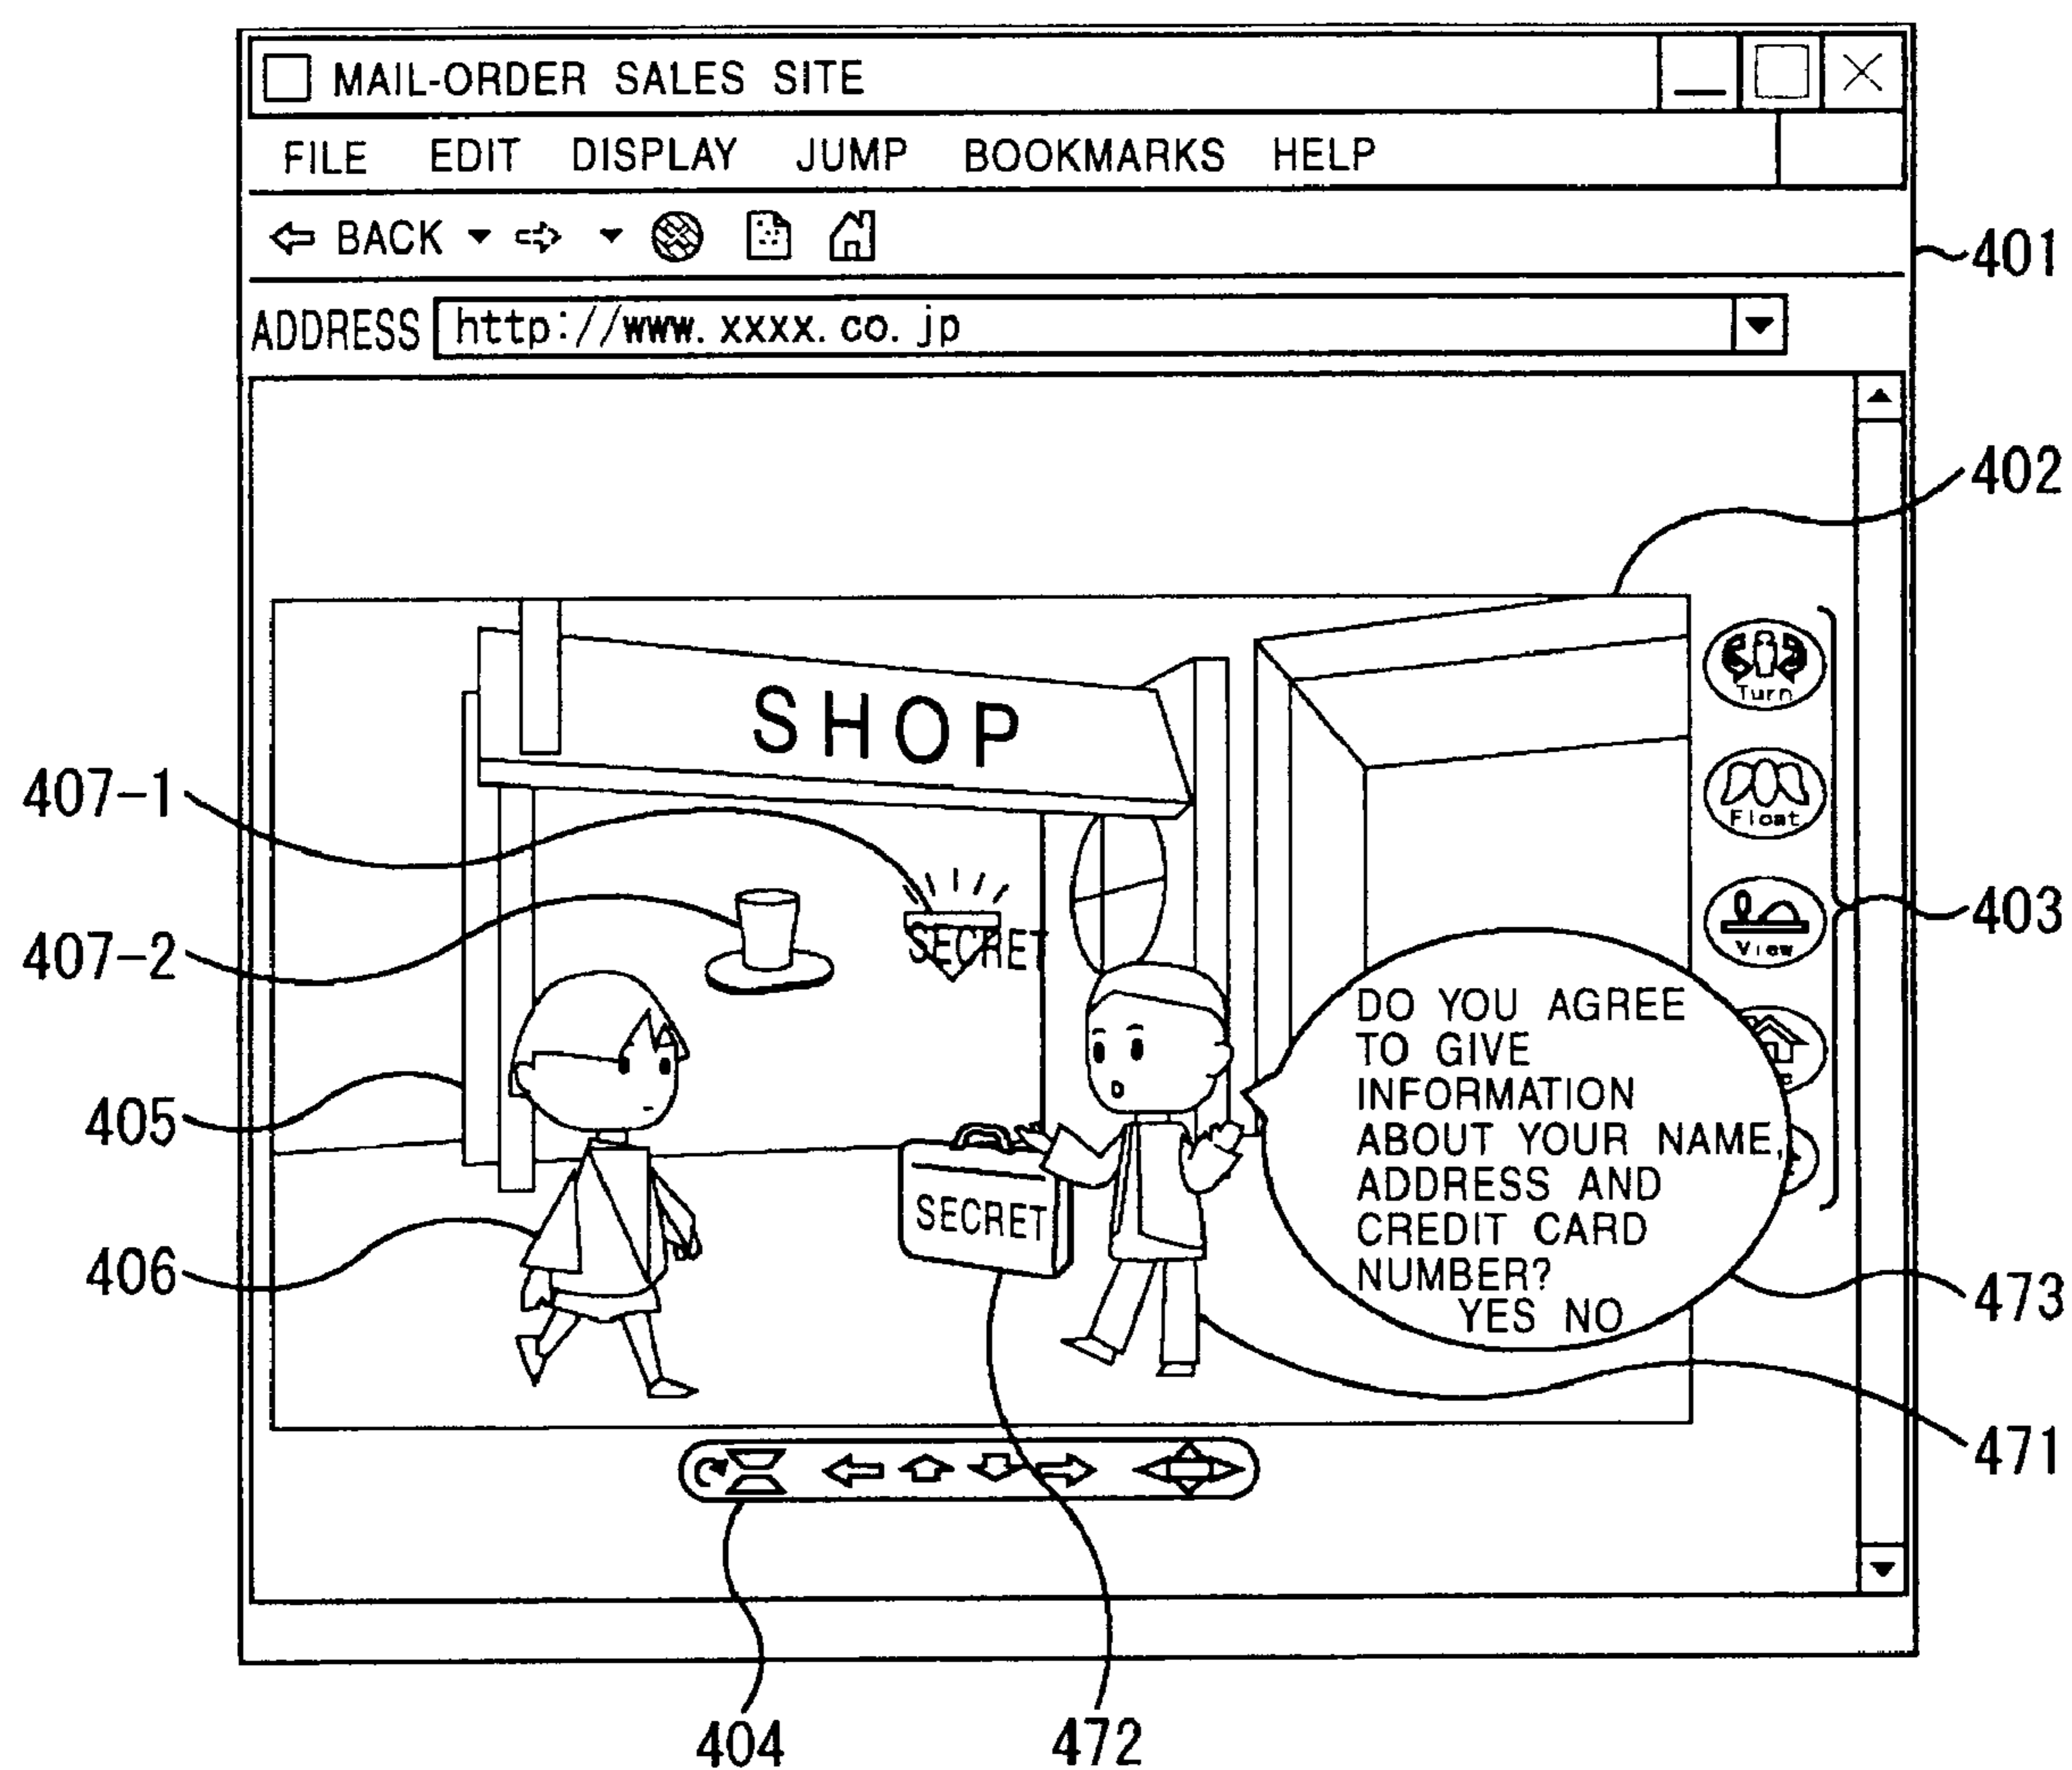 MAIL-ORDER SALES SITE
FILE EDIT DISPLAY JUMP BOOKMARKS HELP
BACK
401
ADDRESS http://www.xxxx.co.jp
402
Turn
SHOP
407-1
Float
403
407-2
SECRET
View
DO YOU AGREE
TO GIVE
INFORMATION
ABOUT YOUR NAME,
ADDRESS AND
CREDIT CARD
NUMBER?
YES NO
405
SECRET
406
473
471
404
472